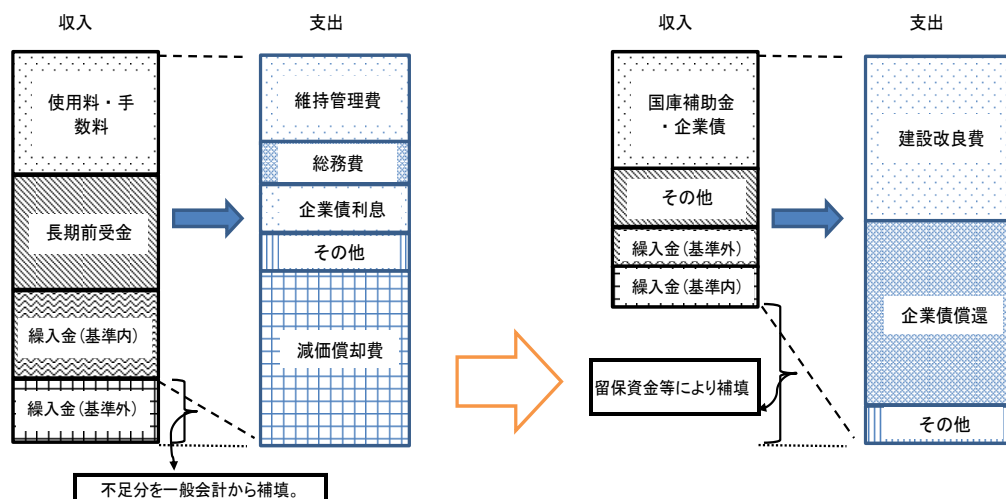 収入
支出
使用料・手
数料
長期前受金
繰入金(基準内)
繰入金(基準外)
維持管理費
総務費
企業債利息
その他
減価償却費
不足分を一般会計から補填。
収入
支出
国庫補助金
・企業債
その他
繰入金(基準外)
繰入金(基準内)
留保資金等により補填
建設改良費
企業債償還
その他